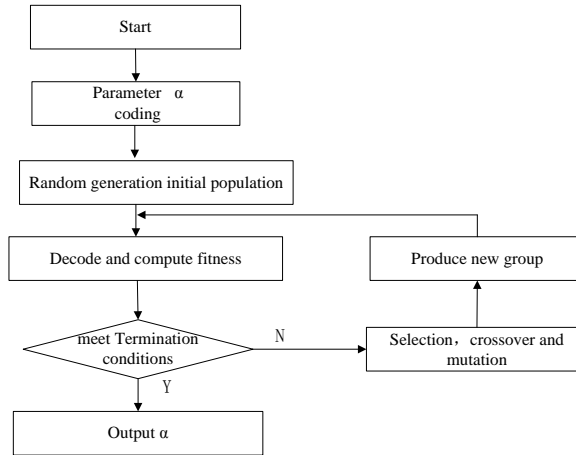 Start
Parameter α
coding
Random generation initial population
Decode and compute fitness
Produce new group
meet Termination
conditions
N
Selection，crossover and
mutation
Y
Output α